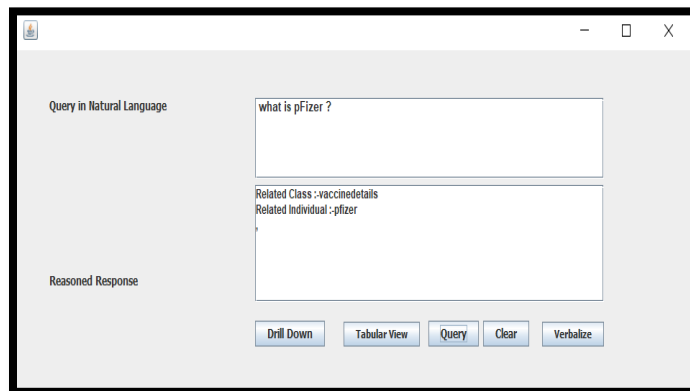 Query in Natural Language
what is pFizer ?
Related Class :-vaccinedetails
Related Individual :-pfizer
,
Reasoned Response
Drill Down
Tabular View
Query
Clear
Verbalize